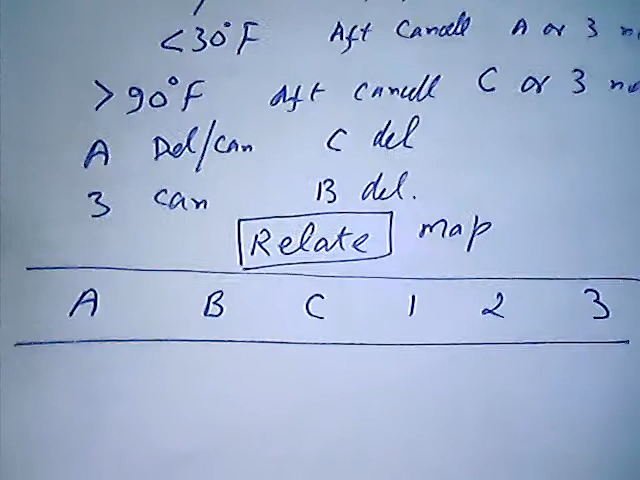 <30°F Aft Cancell A or 3
>90°F Aft Cancell C or 3
A Del/Can C del
3 can B del.
Relate map
A B C 1 2 3